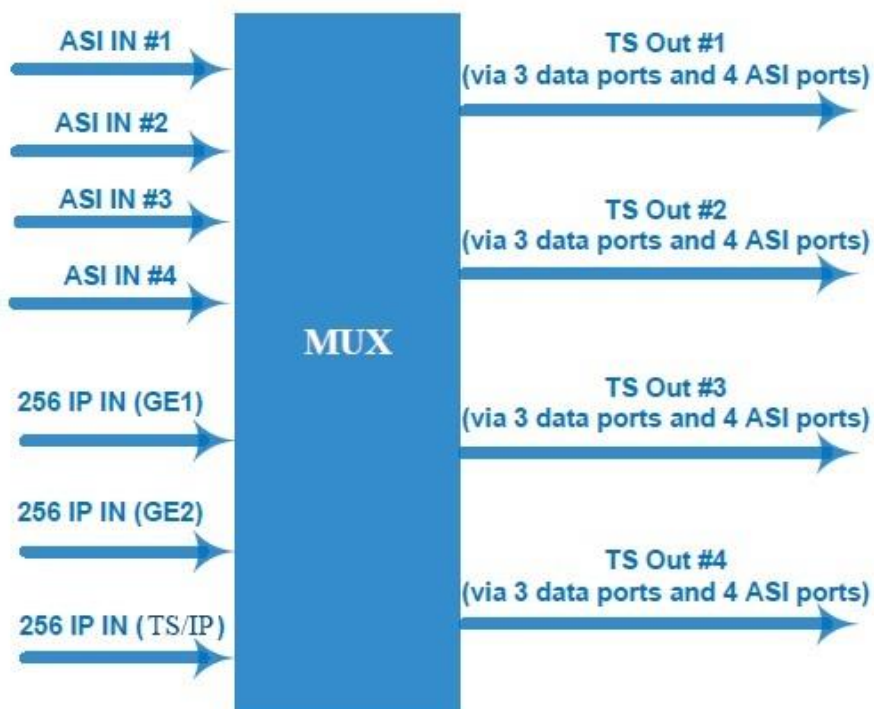 ASI IN #1
ASI IN #2
ASI IN #3
ASI IN #4
256 IP IN (GE1)
256 IP IN (GE2)
256 IP IN (TS/IP)
MUX
TS Out #1
(via 3 data ports and 4 ASI ports)
TS Out #2
(via 3 data ports and 4 ASI ports)
TS Out #3
(via 3 data ports and 4 ASI ports)
TS Out #4
(via 3 data ports and 4 ASI ports)